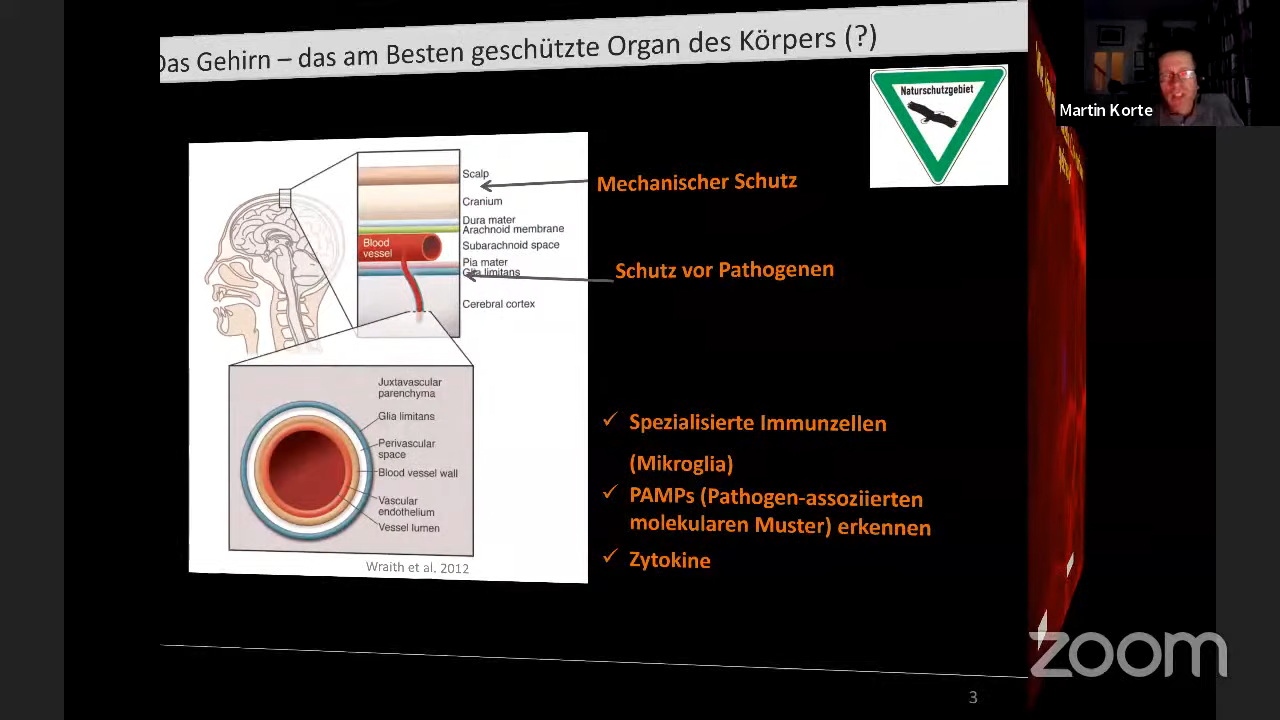 Das Gehirn – das am Besten geschützte Organ des Körpers (?)
Naturschutzgebiet
Martin Korte
Scalp
Mechanischer Schutz
Cranium
Dura mater
Arachnoid membrane
Blood
vessel
Subarachnoid space
Pia mater
Glia limitans
Schutz vor Pathogenen
Cerebral cortex
Juxtavascular
parenchyma
Glia limitans
Perivascular
space
Blood vessel wall
Vascular
endothelium
Vessel lumen
Wraith et al. 2012
✓ Spezialisierte Immunzellen
(Mikroglia)
✓ PAMPs (Pathogen-assoziierten
molekularen Muster) erkennen
✓ Zytokine
zoom
3